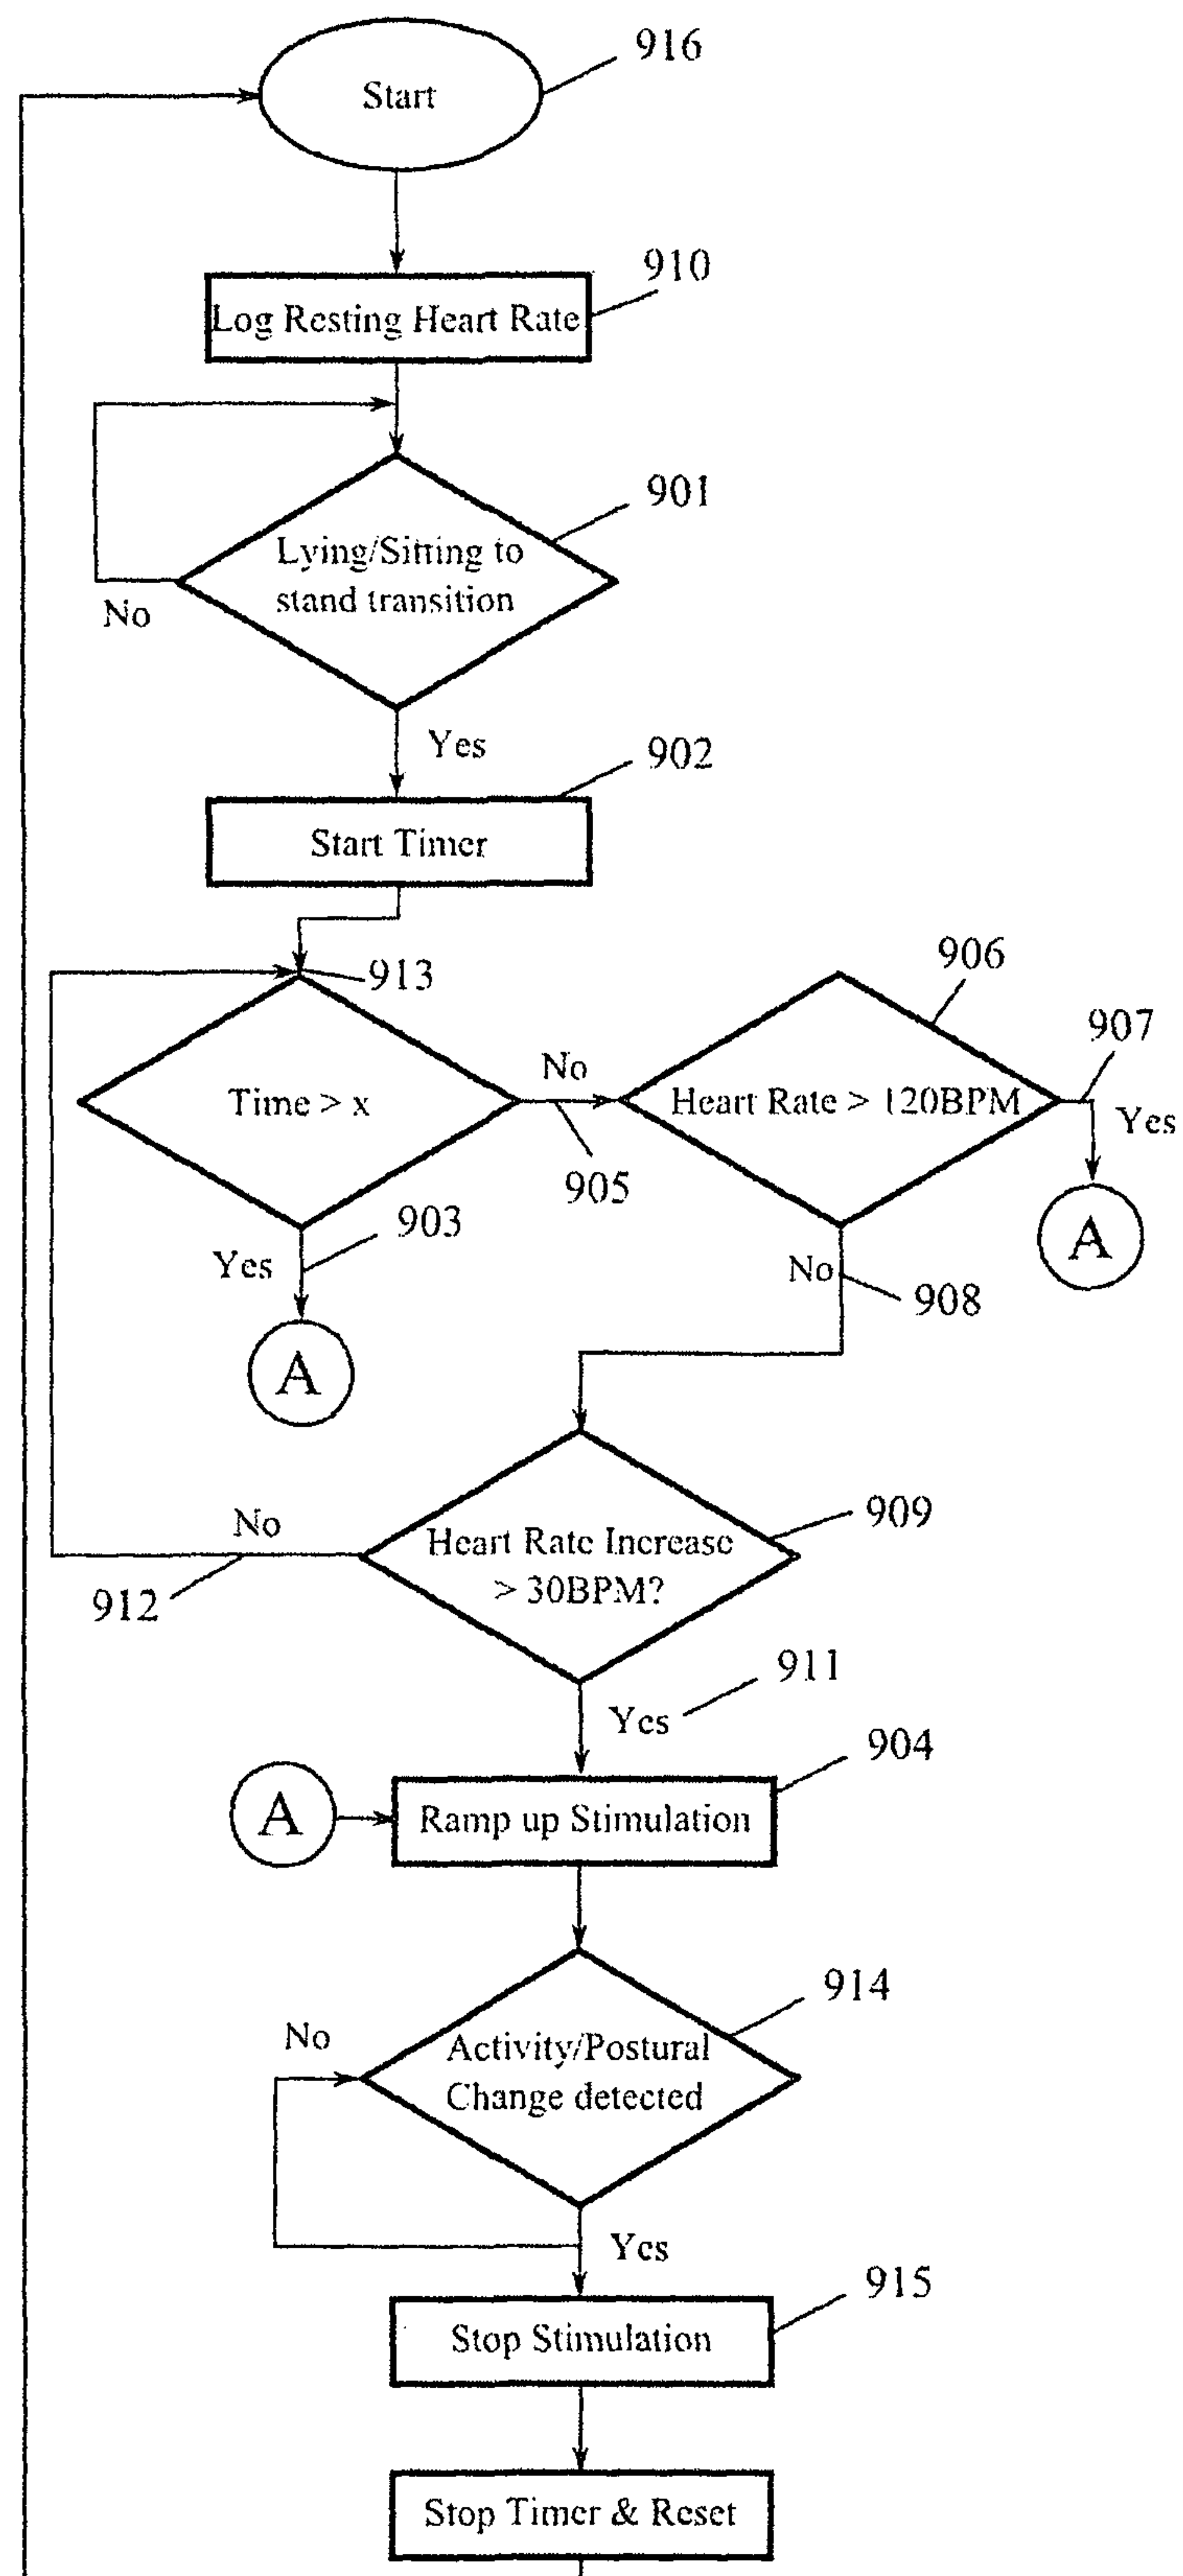 Start
916
910
Log Resting Heart Rate
901
Lying/Sitting to
stand transition
No
Yes
902
Start Timer
913
906
907
Time > x
No
905
Heart Rate > 120BPM
Yes
A
903
Yes
A
No
908
909
Heart Rate Increase
> 30BPM?
No
912
911
Yes
904
A
Ramp up Stimulation
914
No
Activity/Postural
Change detected
Yes
915
Stop Stimulation
Stop Timer & Reset